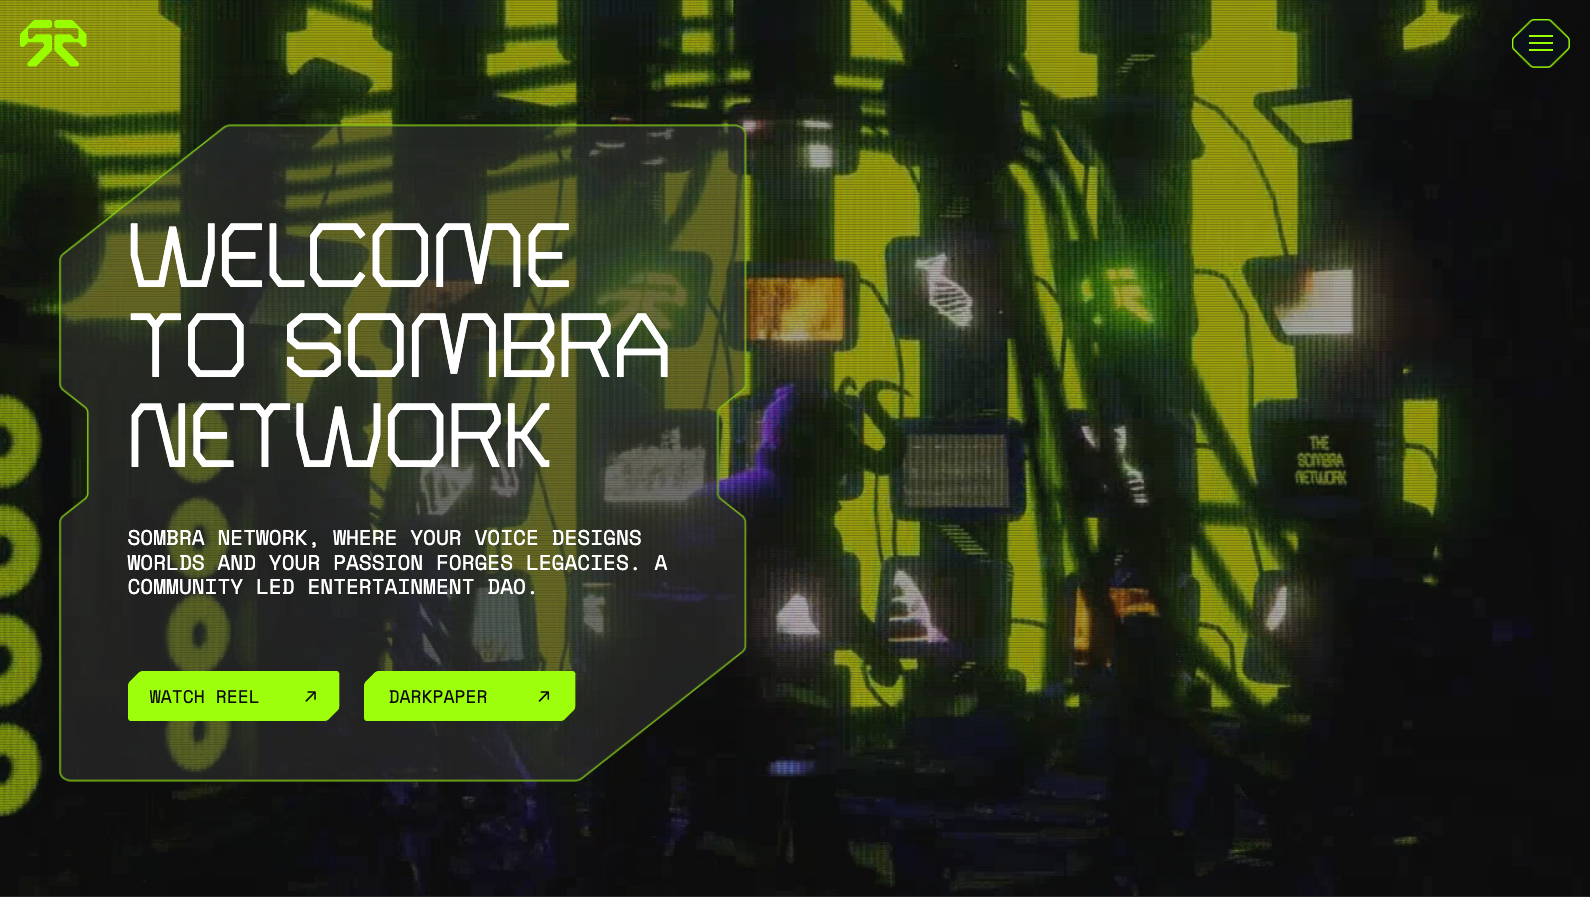 WELCOME
TO SOMBRA
NETWORK
SOMBRA NETWORK, WHERE YOUR VOICE DESIGNS
WORLDS AND YOUR PASSION FORGES LEGACIES. A
COMMUNITY LED ENTERTAINMENT DAO.
WATCH REEL
DARKPAPER
THE
SOMBRA
NETWORK